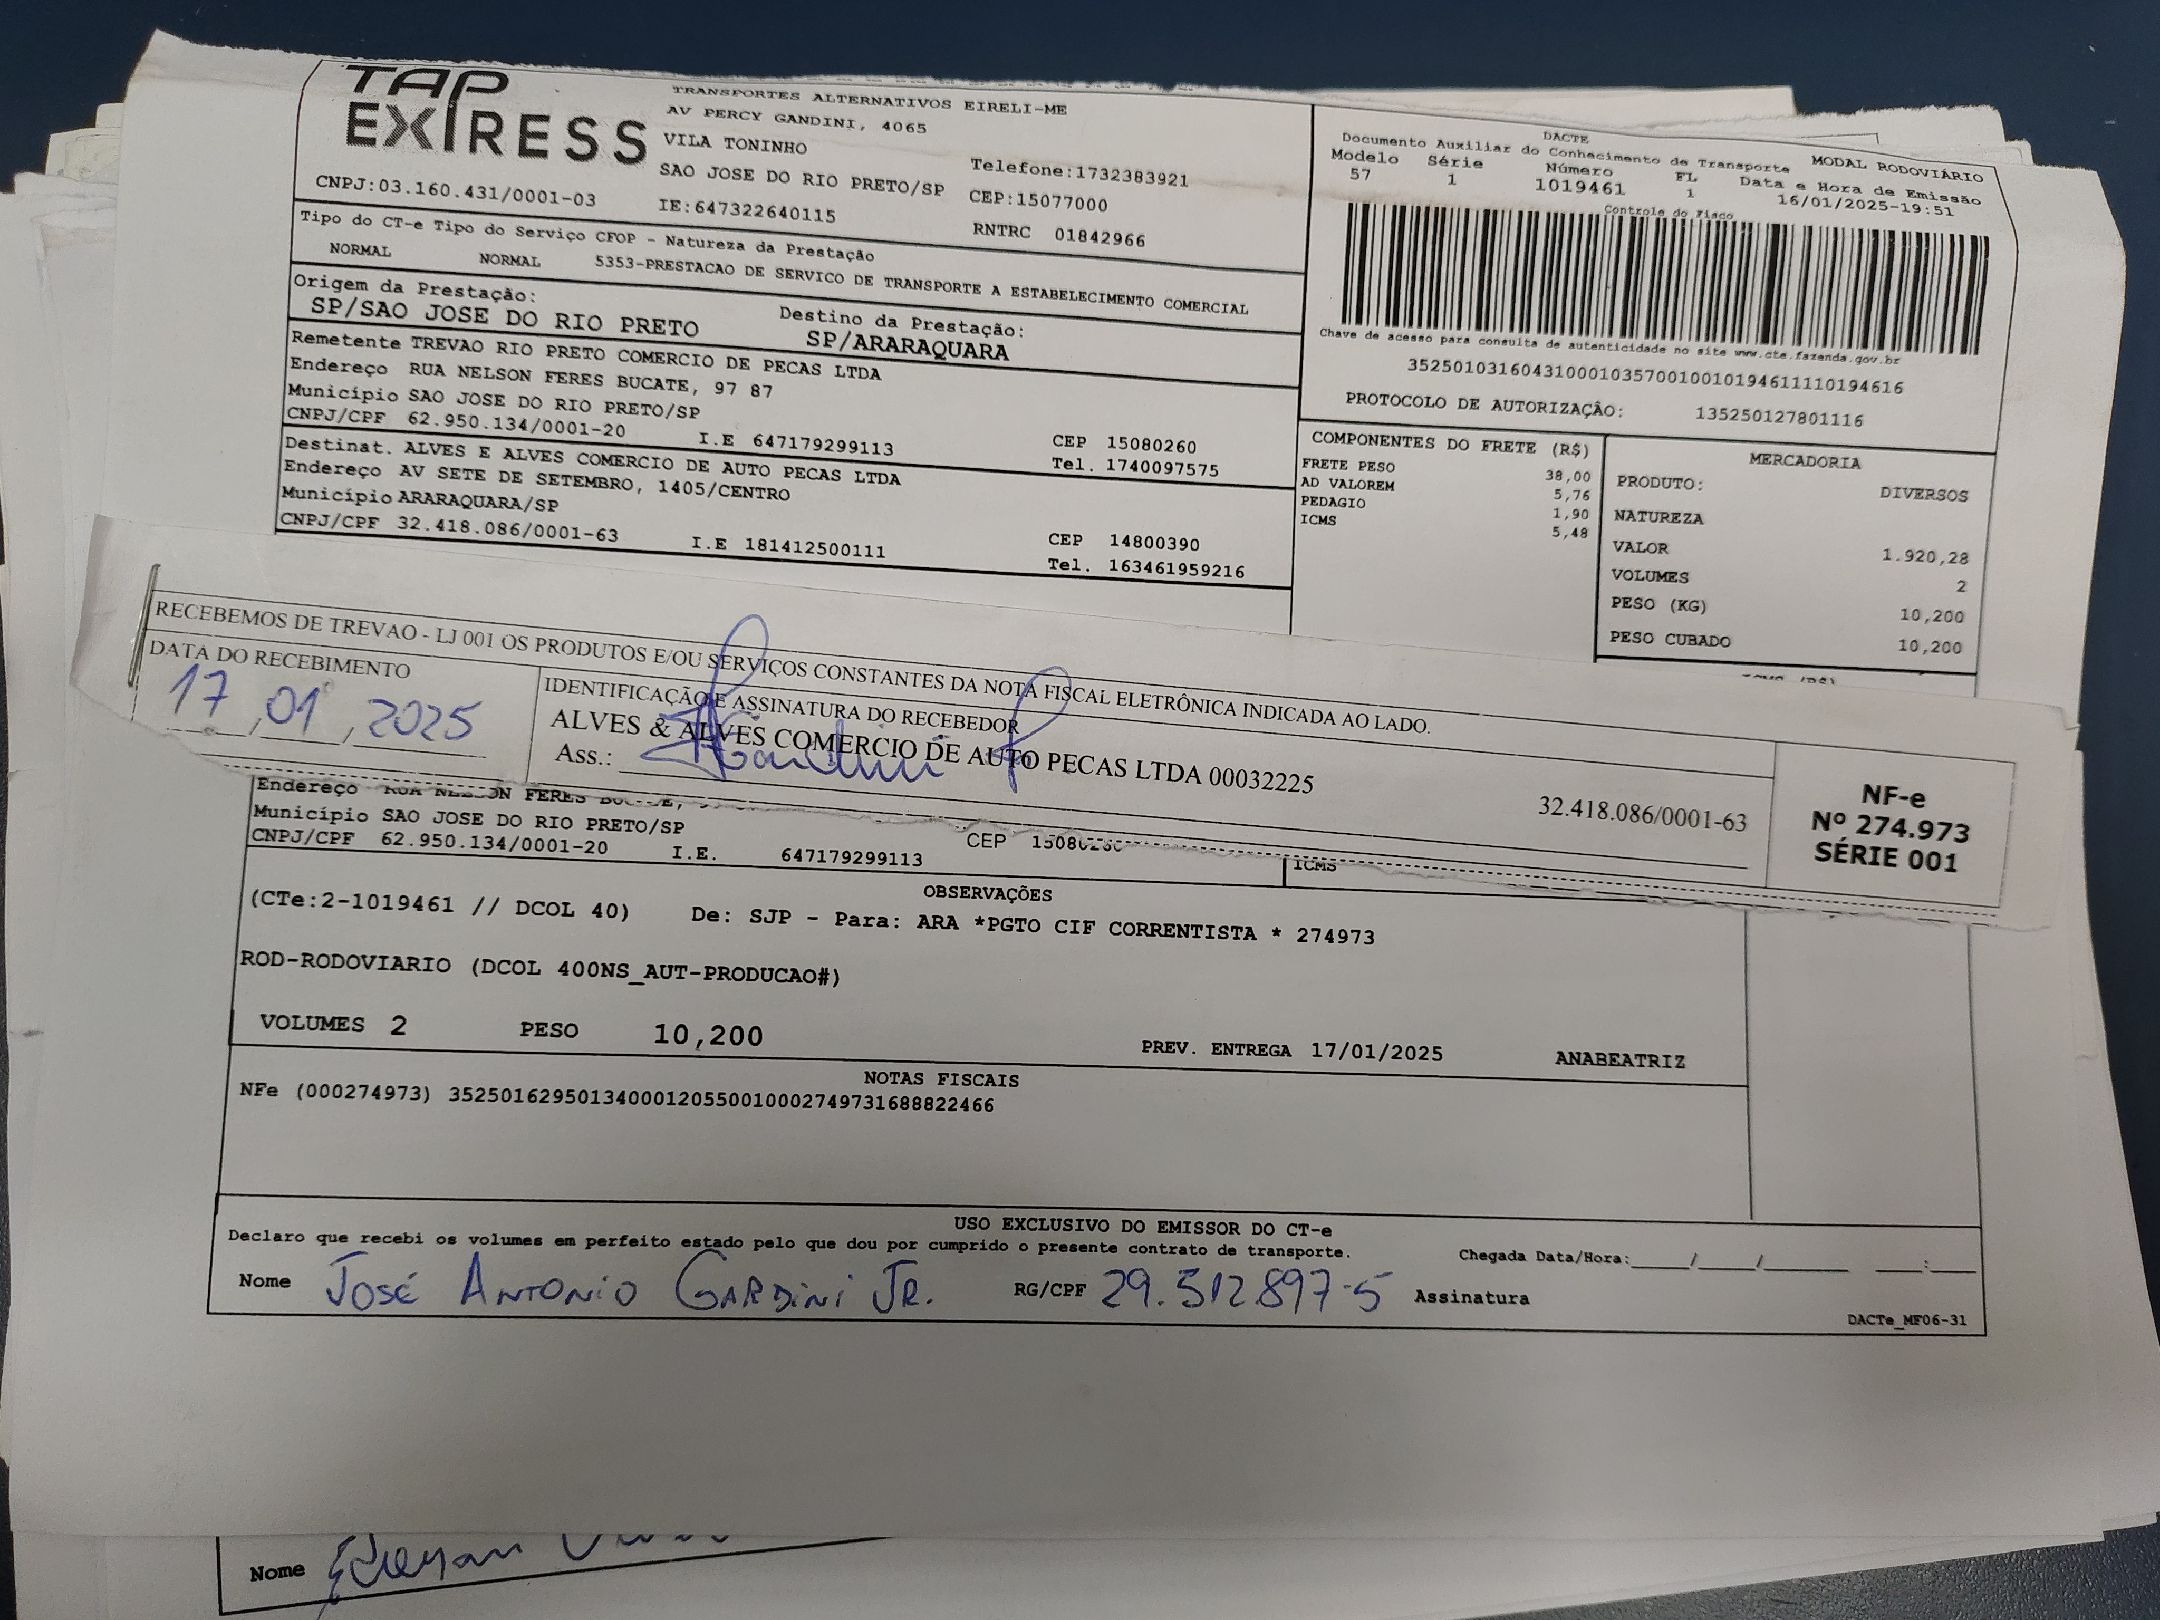 TAP
EXPRESS
TRANSPORTES ALTERNATIVOS EIRELI-ME
AV PERCY GANDINI, 4065
VILA TONINHO
SAO JOSE DO RIO PRETO/SP
Telefone:1732383921
CEP:15077000
CNPJ:03.160.431/0001-03
IE:647322640115
RNTRC 01842966
DACTE
Documento Auxiliar do Conhecimento de Transporte
MODAL RODOVIÁRIO
Modelo Série Número FL Data e Hora de Emissão
57 1 1019461 1 16/01/2025-19:51
Controle do Fisco
Tipo do CT-e Tipo do Serviço CFOP - Natureza da Prestação
NORMAL NORMAL 5353-PRESTACAO DE SERVICO DE TRANSPORTE A ESTABELECIMENTO COMERCIAL
Origem da Prestação: Destino da Prestação:
SP/SAO JOSE DO RIO PRETO SP/ARARAQUARA
Chave de acesso para consulta de autenticidade no site www.cte.fazenda.gov.br
35250103160431000103570010010194611110194616
PROTOCOLO DE AUTORIZAÇÃO: 135250127801116
Remetente TREVAO RIO PRETO COMERCIO DE PECAS LTDA
Endereço RUA NELSON FERES BUCATE, 97 87
Município SAO JOSE DO RIO PRETO/SP
CEP 15080260
CNPJ/CPF 62.950.134/0001-20 I.E 647179299113 Tel. 1740097575
Destinat. ALVES E ALVES COMERCIO DE AUTO PECAS LTDA
Endereço AV SETE DE SETEMBRO, 1405/CENTRO
Município ARARAQUARA/SP
CEP 14800390
CNPJ/CPF 32.418.086/0001-63 I.E 181412500111 Tel. 163461959216
COMPONENTES DO FRETE (R$)
FRETE PESO 38,00
AD VALOREM 5,76
PEDAGIO 1,90
ICMS 5,48
MERCADORIA
PRODUTO: DIVERSOS
NATUREZA
VALOR 1.920,28
VOLUMES 2
PESO (KG) 10,200
PESO CUBADO 10,200
RECEBEMOS DE TREVAO - LJ 001 OS PRODUTOS E/OU SERVIÇOS CONSTANTES DA NOTA FISCAL ELETRÔNICA INDICADA AO LADO.
DATA DO RECEBIMENTO
17,01,2025
IDENTIFICAÇÃO E ASSINATURA DO RECEBEDOR
ALVES & ALVES COMERCIO DE AUTO PECAS LTDA 00032225
Ass.:
32.418.086/0001-63
NF-e
Nº 274.973
SÉRIE 001
Endereço RUA NELSON FERES
Município SAO JOSE DO RIO PRETO/SP
CNPJ/CPF 62.950.134/0001-20 I.E. 647179299113 CEP 15080260
ICMS
OBSERVAÇÕES
(CTe:2-1019461 // DCOL 40) De: SJP - Para: ARA *PGTO CIF CORRENTISTA * 274973
ROD-RODOVIARIO (DCOL 400NS_AUT-PRODUCAO#)
VOLUMES 2 PESO 10,200 PREV. ENTREGA 17/01/2025 ANABEATRIZ
NOTAS FISCAIS
NFe (000274973) 35250162950134000120550010002749731688822466
USO EXCLUSIVO DO EMISSOR DO CT-e
Declaro que recebi os volumes em perfeito estado pelo que dou por cumprido o presente contrato de transporte.
Chegada Data/Hora:____/____/______ ___:___
Nome JOSÉ ANTONIO GARDINI JR. RG/CPF 29.512.897-5 Assinatura
DACTe_MF06-31
Nome